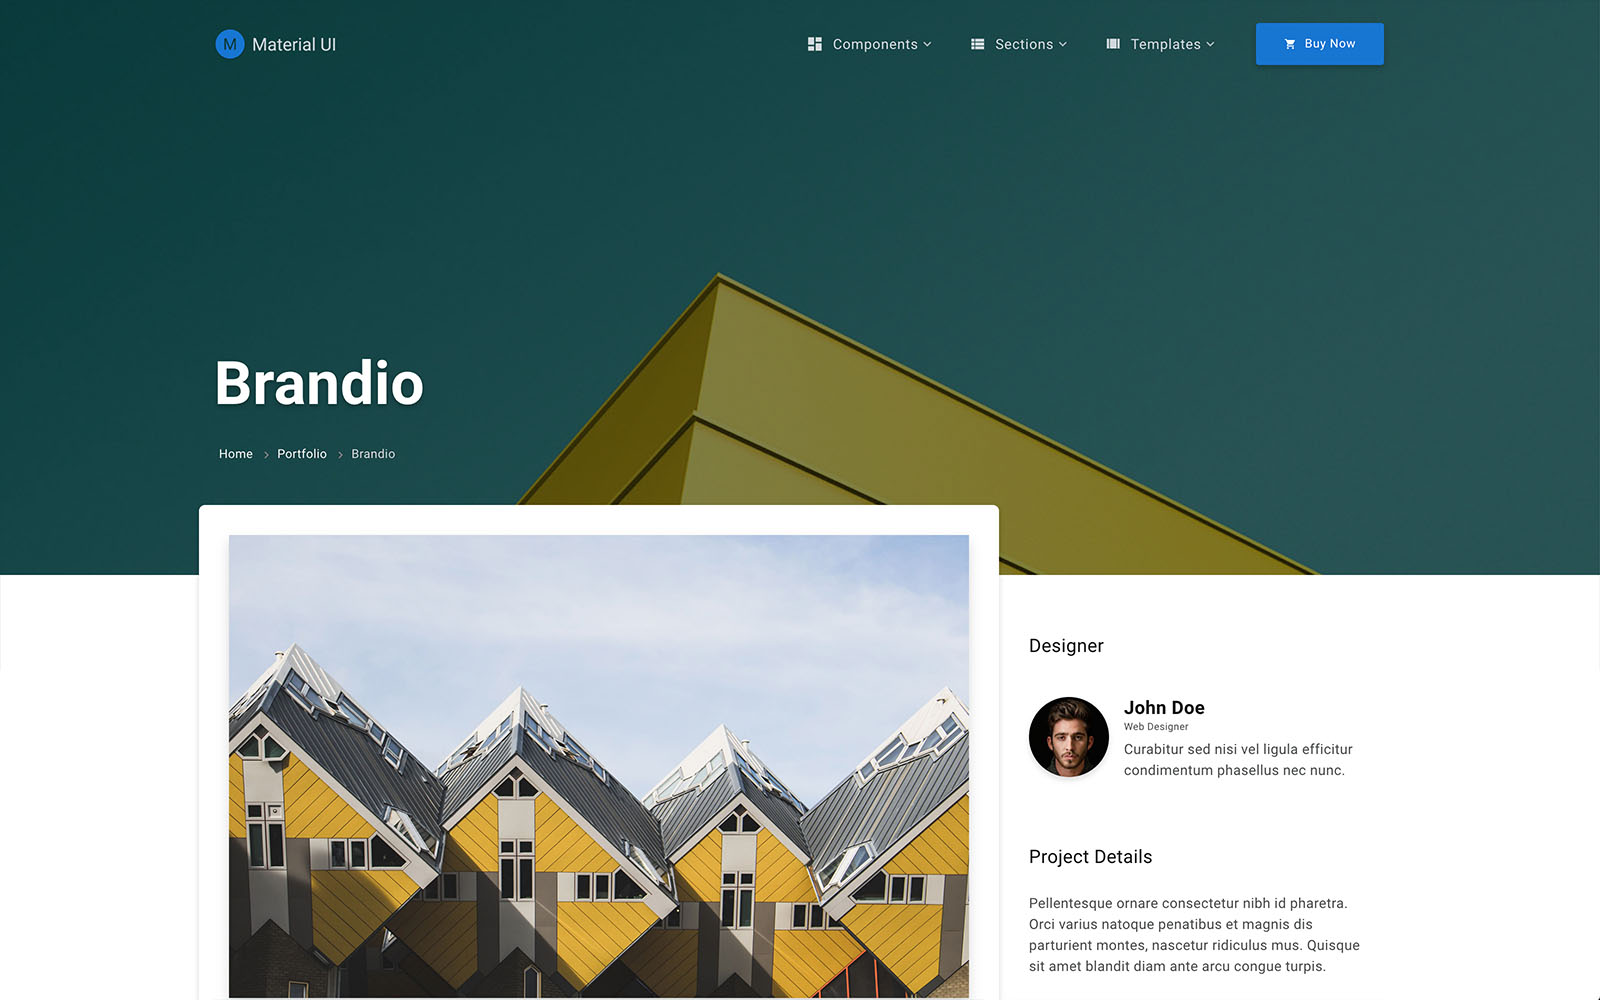 M Material UI
Components
Sections
Templates
Buy Now
Brandio
Home
Portfolio
Brandio
Designer
John Doe
Web Designer
Curabitur sed nisi vel ligula efficitur
condimentum phasellus nec nunc.
Project Details
Pellentesque ornare consectetur nibh id pharetra.
Orci varius natoque penatibus et magnis dis
parturient montes, nascetur ridiculus mus. Quisque
sit amet blandit diam ante arcu congue turpis.